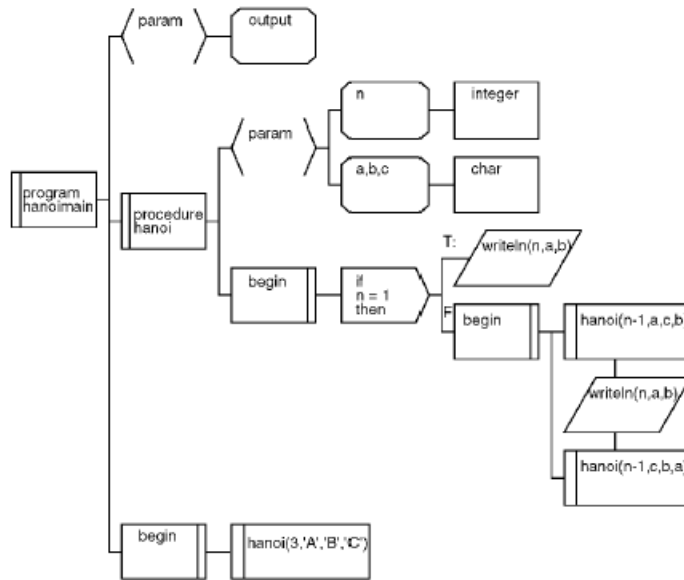 param
output
n
integer
param
a,b,c
char
program
hanoimain
procedure
hanoi
T:
writeln(n,a,b)
begin
if
n = 1
then
F
begin
hanoi(n-1,a,c,b)
writeln(n,a,b)
hanoi(n-1,c,b,a)
begin
hanoi(3,'A','B','C')